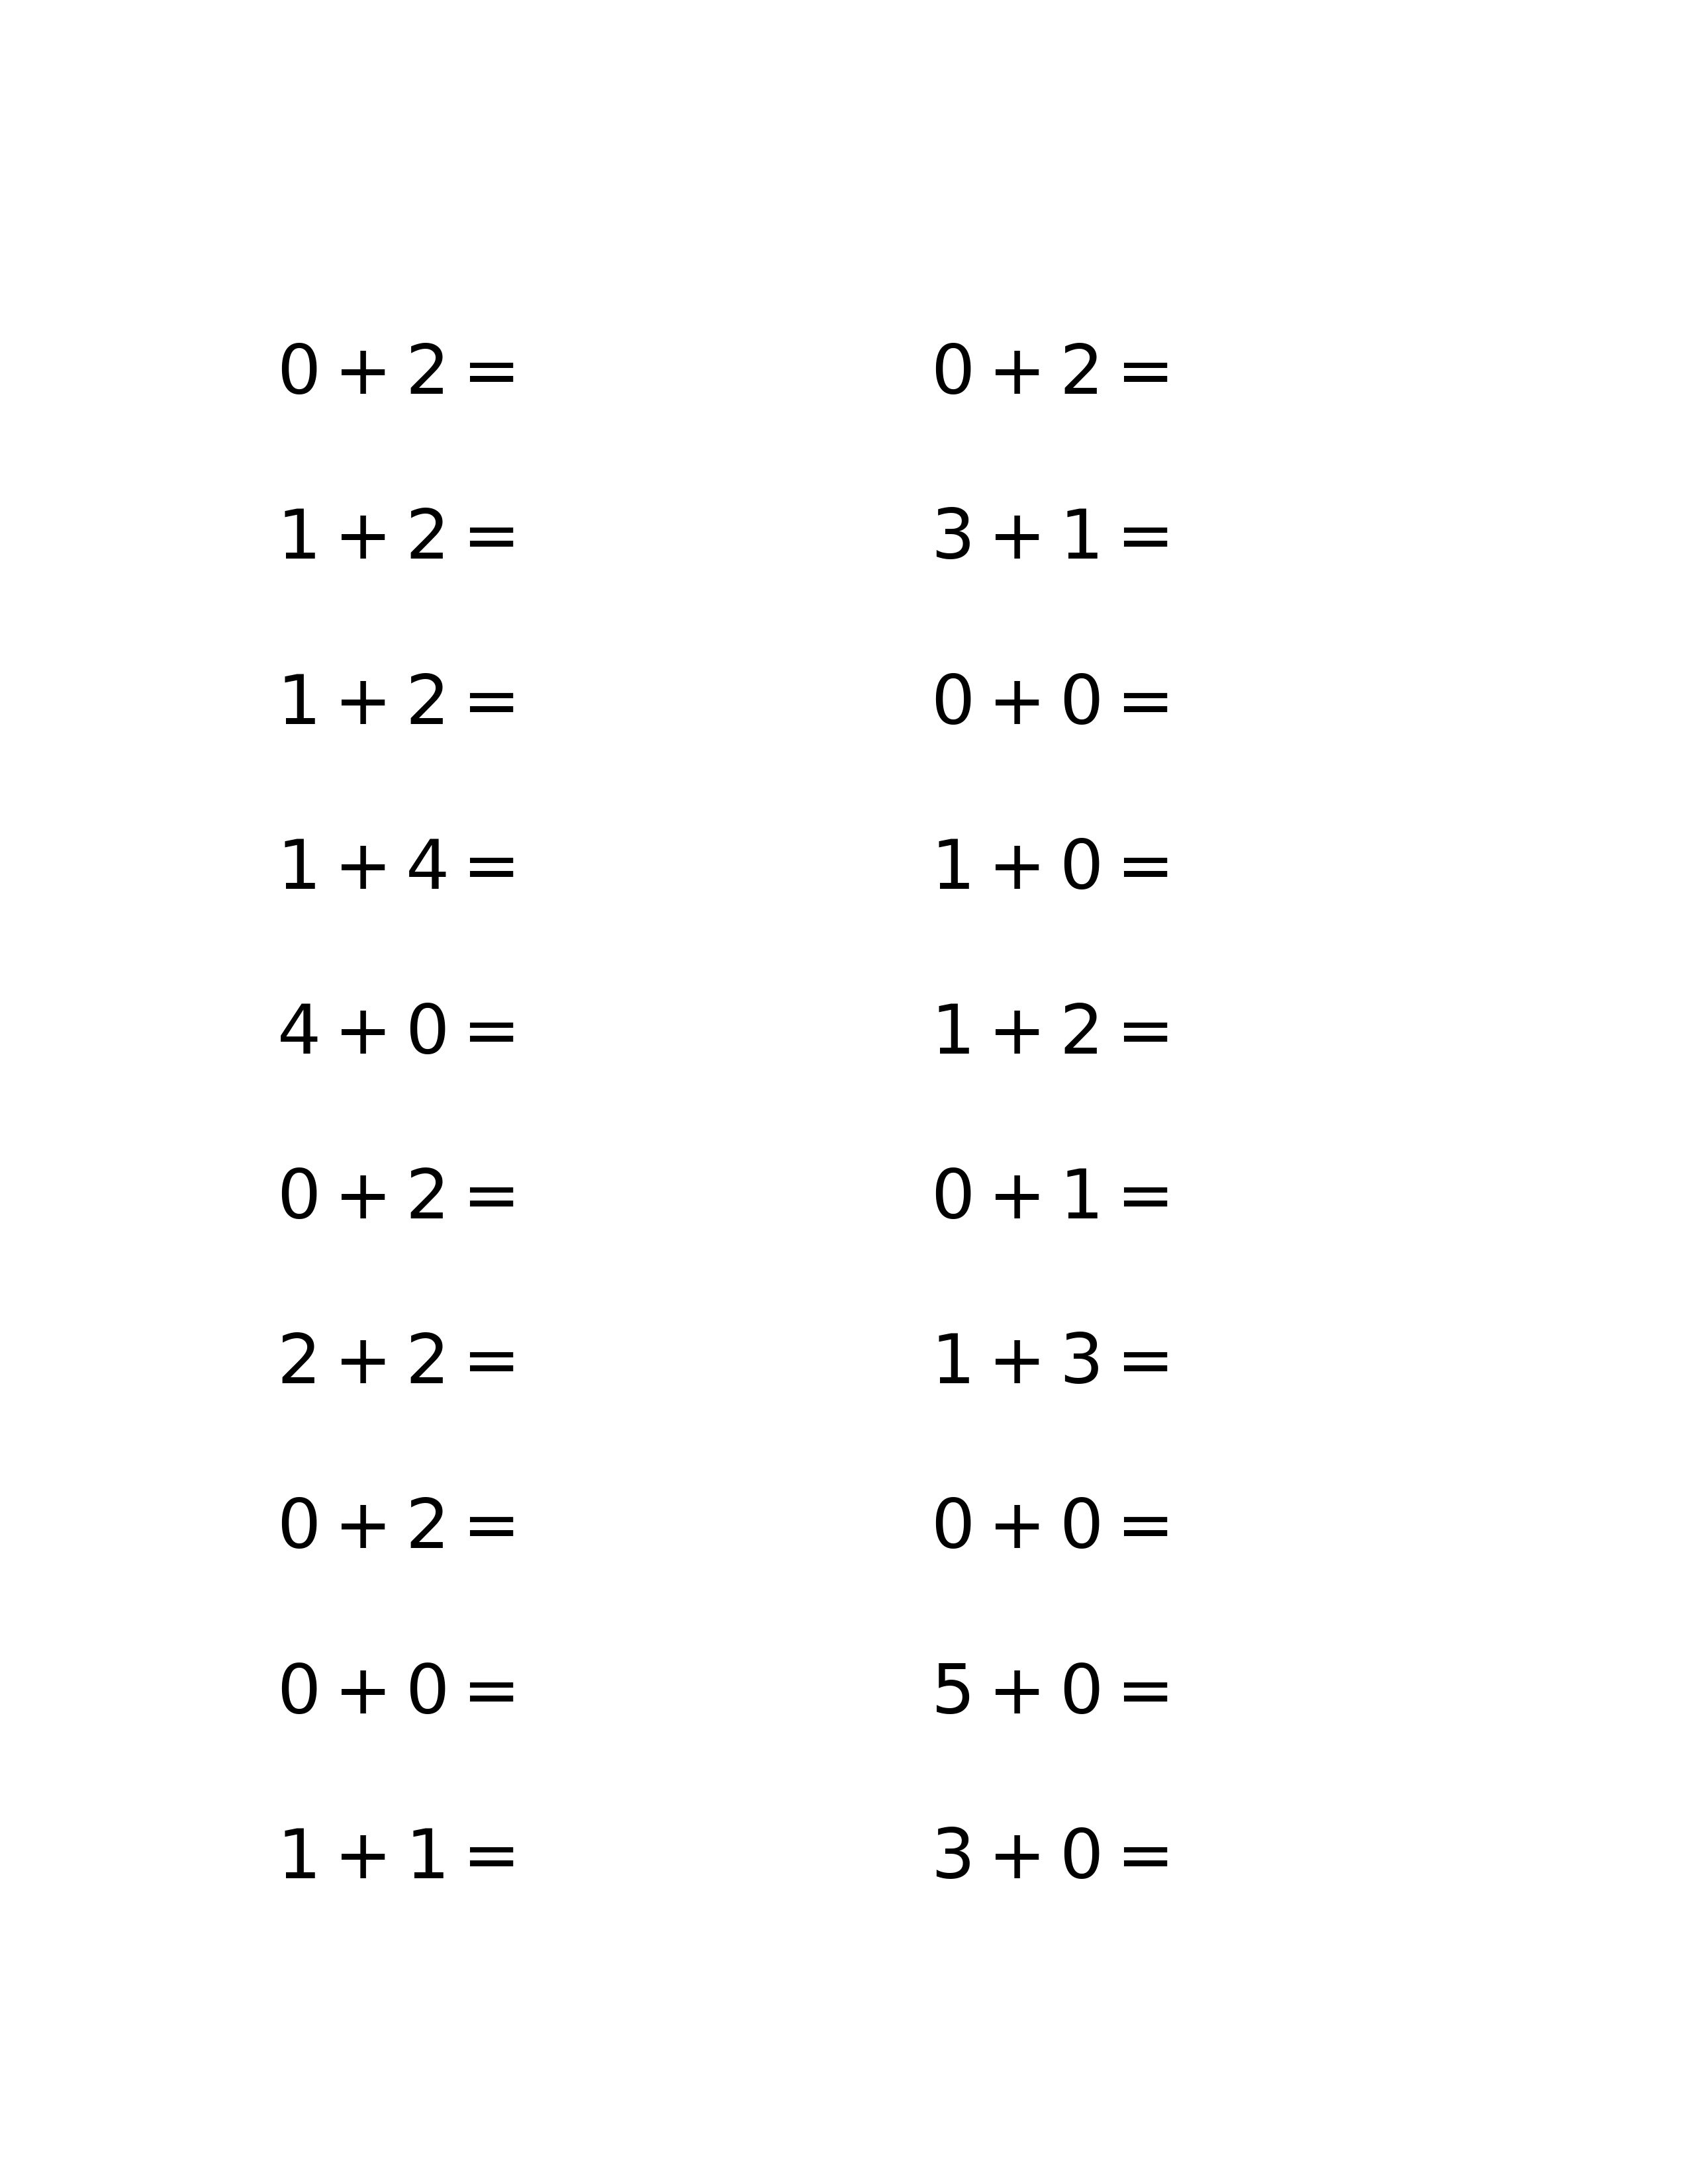 0 + 2 = 0 + 2 =
1 + 2 = 3 + 1 =
1 + 2 = 0 + 0 =
1 + 4 = 1 + 0 =
4 + 0 = 1 + 2 =
0 + 2 = 0 + 1 =
2 + 2 = 1 + 3 =
0 + 2 = 0 + 0 =
0 + 0 = 5 + 0 =
1 + 1 = 3 + 0 =